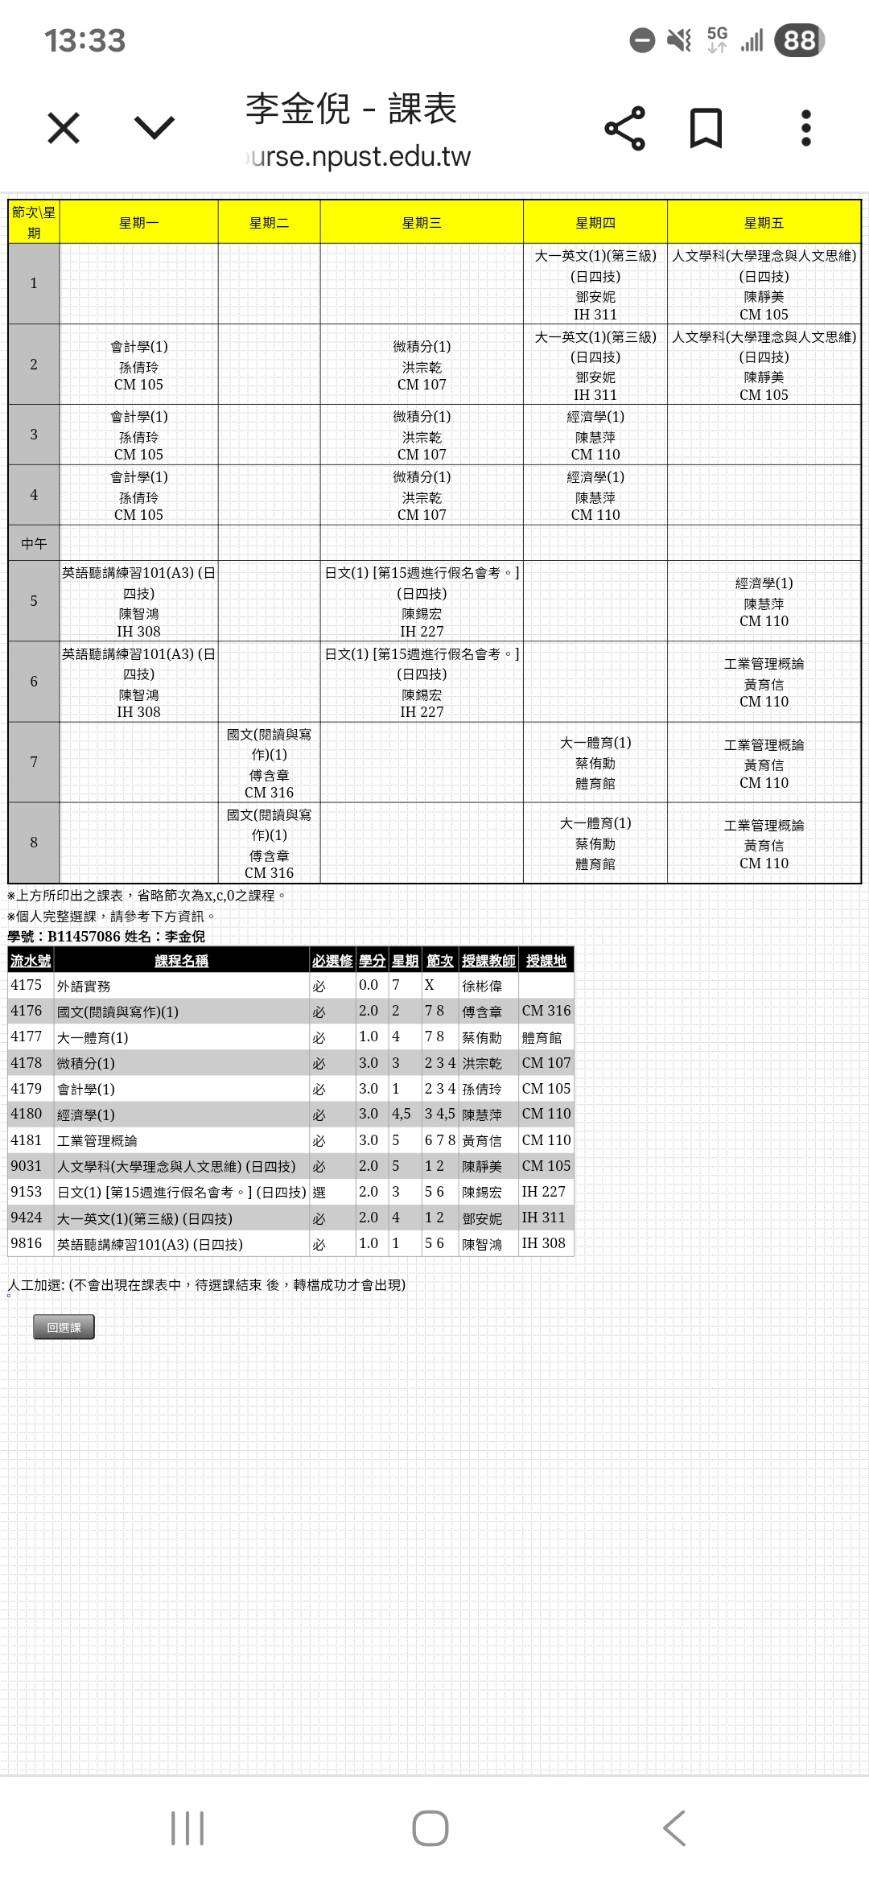 13:33
5G
88
李金倪 - 課表
urse.npust.edu.tw
節次\星期 星期一 星期二 星期三 星期四 星期五
1
大一英文(1)(第三級)
(日四技)
鄧安妮
IH 311
人文學科(大學理念與人文思維)
(日四技)
陳靜美
CM 105
2
會計學(1)
孫倩玲
CM 105
微積分(1)
洪宗乾
CM 107
大一英文(1)(第三級)
(日四技)
鄧安妮
IH 311
人文學科(大學理念與人文思維)
(日四技)
陳靜美
CM 105
3
會計學(1)
孫倩玲
CM 105
微積分(1)
洪宗乾
CM 107
經濟學(1)
陳慧萍
CM 110
4
會計學(1)
孫倩玲
CM 105
微積分(1)
洪宗乾
CM 107
經濟學(1)
陳慧萍
CM 110
中午
5
英語聽講練習101(A3) (日
四技)
陳智鴻
IH 308
日文(1) [第15週進行假名會考。]
(日四技)
陳錫宏
IH 227
經濟學(1)
陳慧萍
CM 110
6
英語聽講練習101(A3) (日
四技)
陳智鴻
IH 308
日文(1) [第15週進行假名會考。]
(日四技)
陳錫宏
IH 227
工業管理概論
黃育信
CM 110
7
國文(閱讀與寫
作)(1)
傅含章
CM 316
大一體育(1)
蔡侑勳
體育館
工業管理概論
黃育信
CM 110
8
國文(閱讀與寫
作)(1)
傅含章
CM 316
大一體育(1)
蔡侑勳
體育館
工業管理概論
黃育信
CM 110
※上方所印出之課表，省略節次為x,c,0之課程。
※個人完整選課，請參考下方資訊。
學號：B11457086 姓名：李金倪
流水號 課程名稱 必選修 學分 星期 節次 授課教師 授課地
4175 外語實務 必 0.0 7 X 徐彬偉
4176 國文(閱讀與寫作)(1) 必 2.0 2 7 8 傅含章 CM 316
4177 大一體育(1) 必 1.0 4 7 8 蔡侑勳 體育館
4178 微積分(1) 必 3.0 3 2 3 4 洪宗乾 CM 107
4179 會計學(1) 必 3.0 1 2 3 4 孫倩玲 CM 105
4180 經濟學(1) 必 3.0 4,5 3 4,5 陳慧萍 CM 110
4181 工業管理概論 必 3.0 5 6 7 8 黃育信 CM 110
9031 人文學科(大學理念與人文思維) (日四技) 必 2.0 5 1 2 陳靜美 CM 105
9153 日文(1) [第15週進行假名會考。] (日四技) 選 2.0 3 5 6 陳錫宏 IH 227
9424 大一英文(1)(第三級) (日四技) 必 2.0 4 1 2 鄧安妮 IH 311
9816 英語聽講練習101(A3) (日四技) 必 1.0 1 5 6 陳智鴻 IH 308
人工加選: (不會出現在課表中，待選課結束 後，轉檔成功才會出現)
回選課